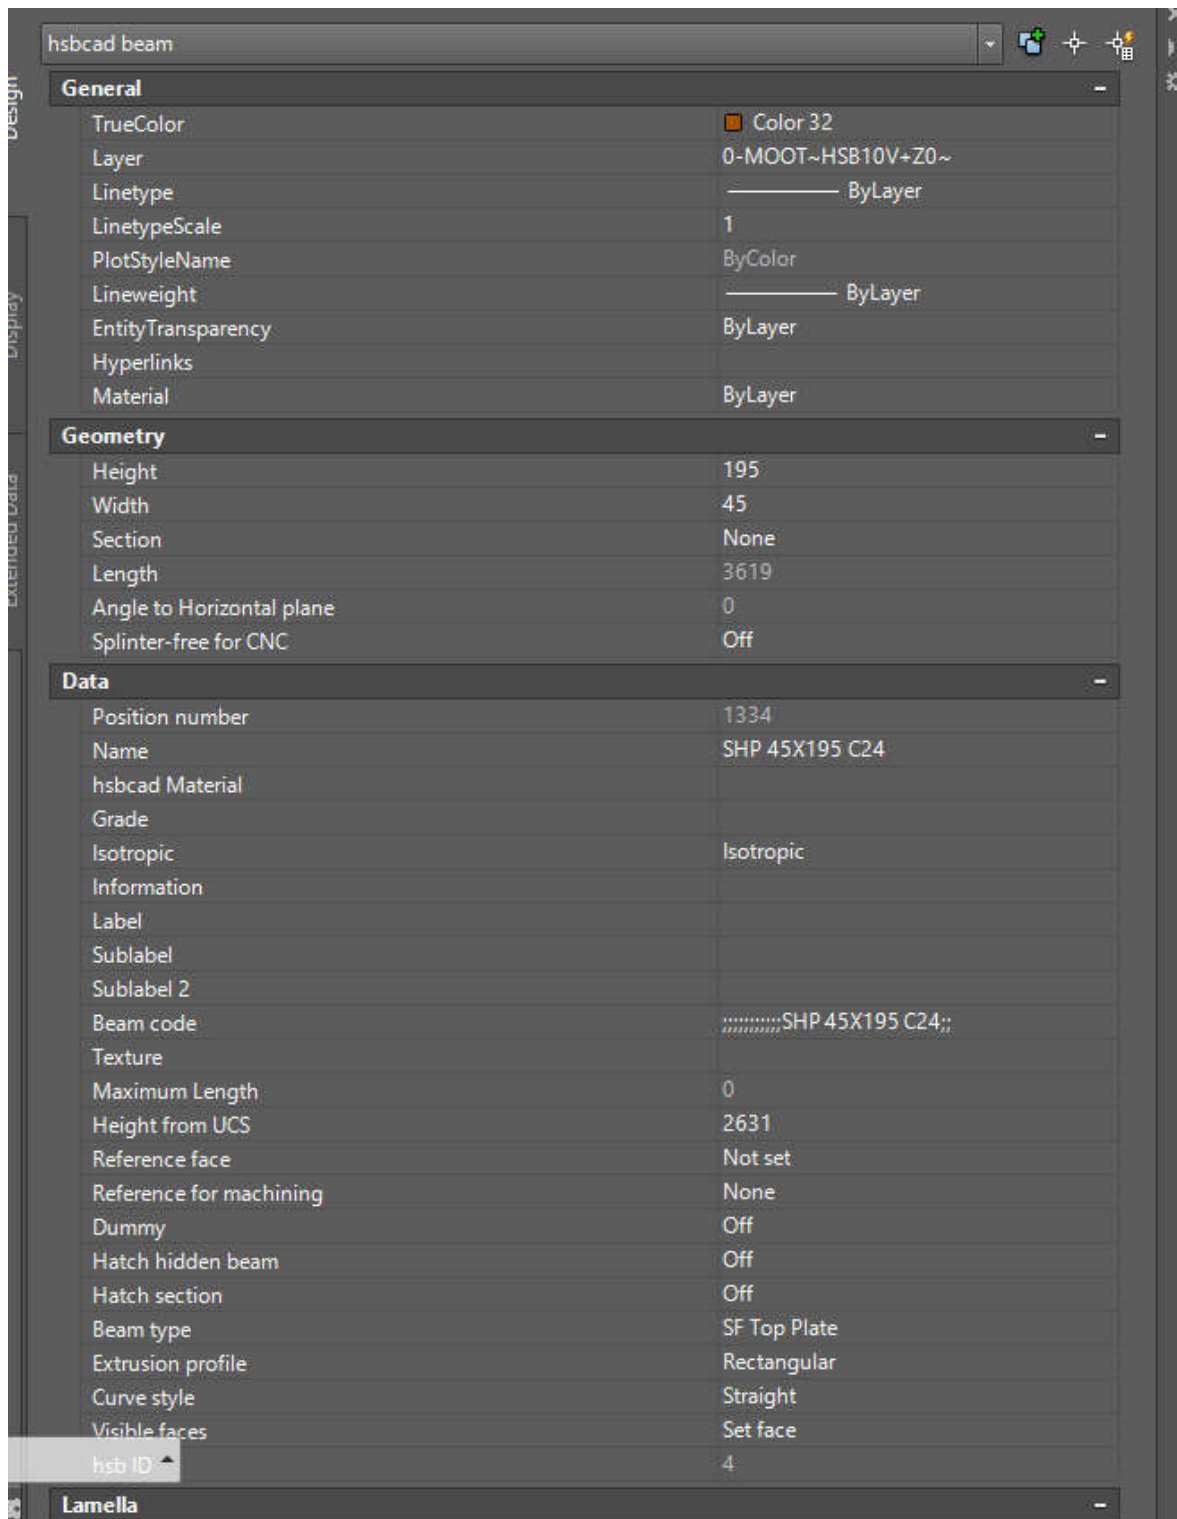 hsbcad beam
Design
General
TrueColor Color 32
Layer 0-MOOT~HSB10V+Z0~
Linetype ByLayer
LinetypeScale 1
PlotStyleName ByColor
Display
Lineweight ByLayer
EntityTransparency ByLayer
Hyperlinks
Material ByLayer
Geometry
Height 195
Extended Data
Width 45
Section None
Length 3619
Angle to Horizontal plane 0
Splinter-free for CNC Off
Data
Position number 1334
Name SHP 45X195 C24
hsbcad Material
Grade
Isotropic Isotropic
Information
Label
Sublabel
Sublabel 2
Beam code ;;;;;;;;;;;;SHP 45X195 C24;;
Texture
Maximum Length 0
Height from UCS 2631
Reference face Not set
Reference for machining None
Dummy Off
Hatch hidden beam Off
Hatch section Off
Beam type SF Top Plate
Extrusion profile Rectangular
Curve style Straight
Visible faces Set face
hsb ID 4
Lamella